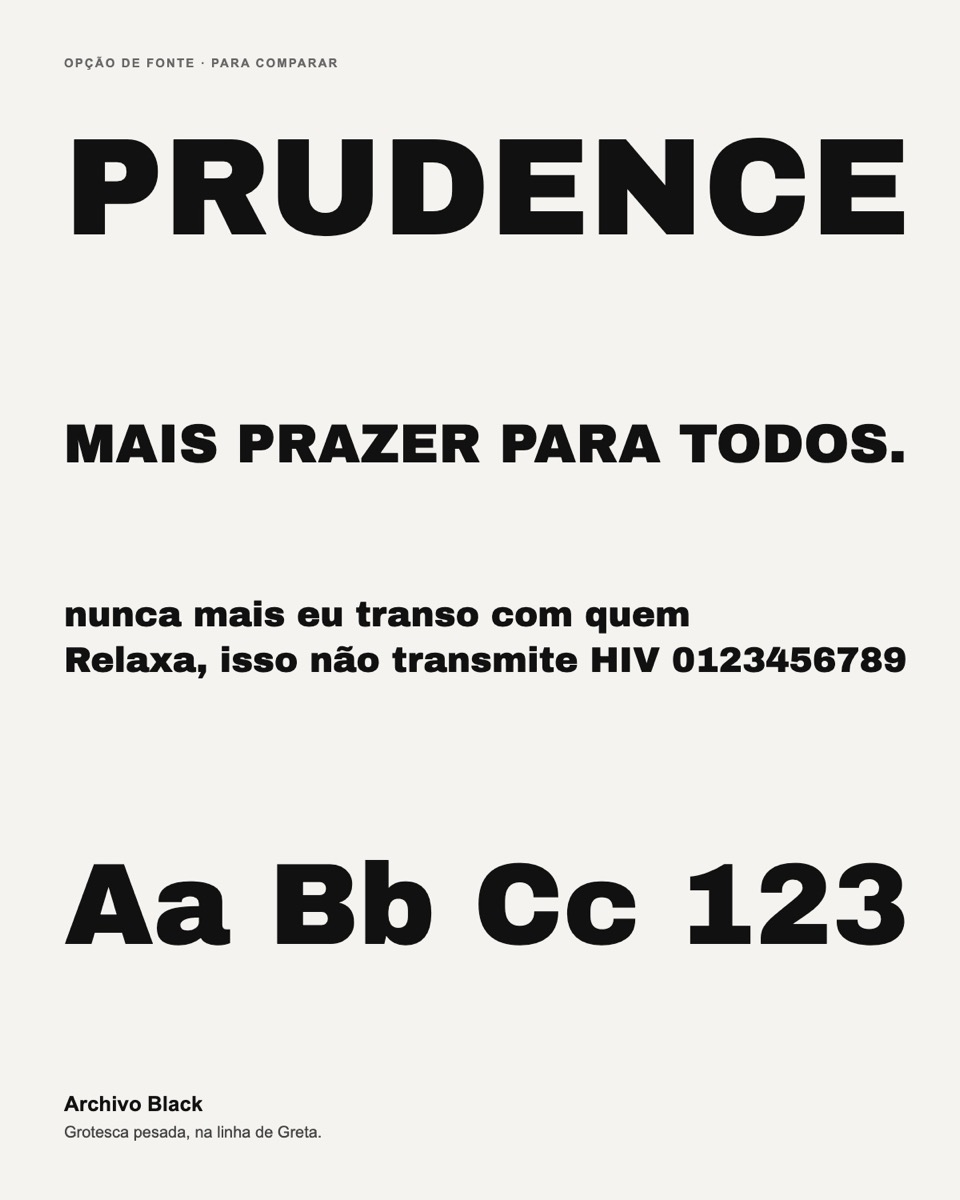 OPÇÃO DE FONTE · PARA COMPARAR
PRUDENCE
MAIS PRAZER PARA TODOS.
nunca mais eu transo com quem
Relaxa, isso não transmite HIV 0123456789
Aa Bb Cc 123
Archivo Black
Grotesca pesada, na linha de Greta.